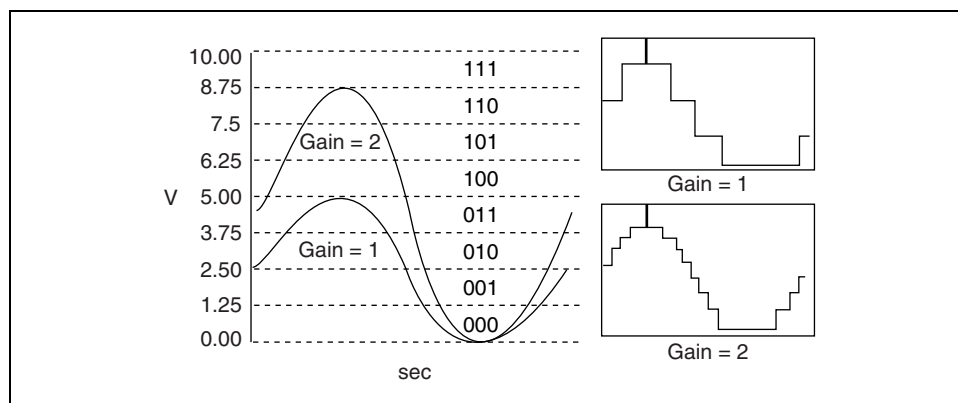 10.00
111
8.75
110
7.5
Gain = 2
101
6.25
100
V
5.00
011
3.75
Gain = 1
010
2.50
001
1.25
000
0.00
sec
Gain = 1
Gain = 2